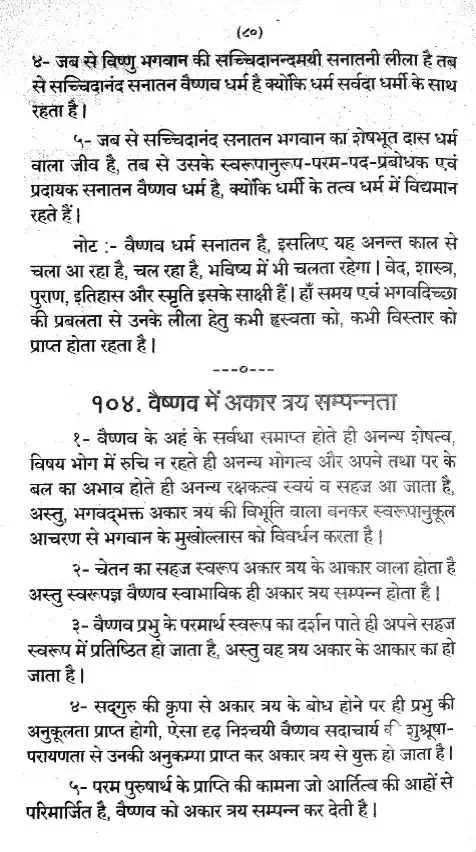 (८०)
४- जब से विष्णु भगवान की सच्चिदानन्दमयी सनातनी लीला है तब
से सच्चिदानंद सनातन वैष्णव धर्म है क्योंकि धर्म सर्वदा धर्मी के साथ
रहता है।
५- जब से सच्चिदानंद सनातन भगवान का शेषभूत दास धर्म
वाला जीव है, तब से उसके स्वरूपानुरूप-परम-पद-प्रबोधक एवं
प्रदायक सनातन वैष्णव धर्म है, क्योंकि धर्मी के तत्व धर्म में विद्यमान
रहते हैं।
नोट :- वैष्णव धर्म सनातन है, इसलिए यह अनन्त काल से
चला आ रहा है, चल रहा है, भविष्य में भी चलता रहेगा। वेद, शास्त्र,
पुराण, इतिहास और स्मृति इसके साक्षी हैं। हाँ समय एवं भगवदिच्छा
की प्रबलता से उनके लीला हेतु कभी हृस्वता को, कभी विस्तार को
प्राप्त होता रहता है।
---०---
१०४. वैष्णव में अकार त्रय सम्पन्नता
१- वैष्णव के अहं के सर्वथा समाप्त होते ही अनन्य शेषत्व,
विषय भोग में रुचि न रहते ही अनन्य भोगत्व और अपने तथा पर के
बल का अभाव होते ही अनन्य रक्षकत्व स्वयं व सहज आ जाता है,
अस्तु, भगवद्भक्त अकार त्रय की विभूति वाला बनकर स्वरूपानुकूल
आचरण से भगवान के मुखोल्लास को विवर्धन करता है।
२- चेतन का सहज स्वरूप अकार त्रय के आकार वाला होता है
अस्तु स्वरूपज्ञ वैष्णव स्वाभाविक ही अकार त्रय सम्पन्न होता है।
३- वैष्णव प्रभु के परमार्थ स्वरूप का दर्शन पाते ही अपने सहज
स्वरूप में प्रतिष्ठित हो जाता है, अस्तु वह त्रय अकार के आकार का हो
जाता है।
४- सद्गुरु की कृपा से अकार त्रय के बोध होने पर ही प्रभु की
अनुकूलता प्राप्त होगी, ऐसा दृढ़ निश्चयी वैष्णव सदाचार्य की शुश्रूषा-
परायणता से उनकी अनुकम्पा प्राप्त कर अकार त्रय से युक्त हो जाता है।
५- परम पुरुषार्थ के प्राप्ति की कामना जो आर्तित्व की आहों से
परिमार्जित है, वैष्णव को अकार त्रय सम्पन्न कर देती है।